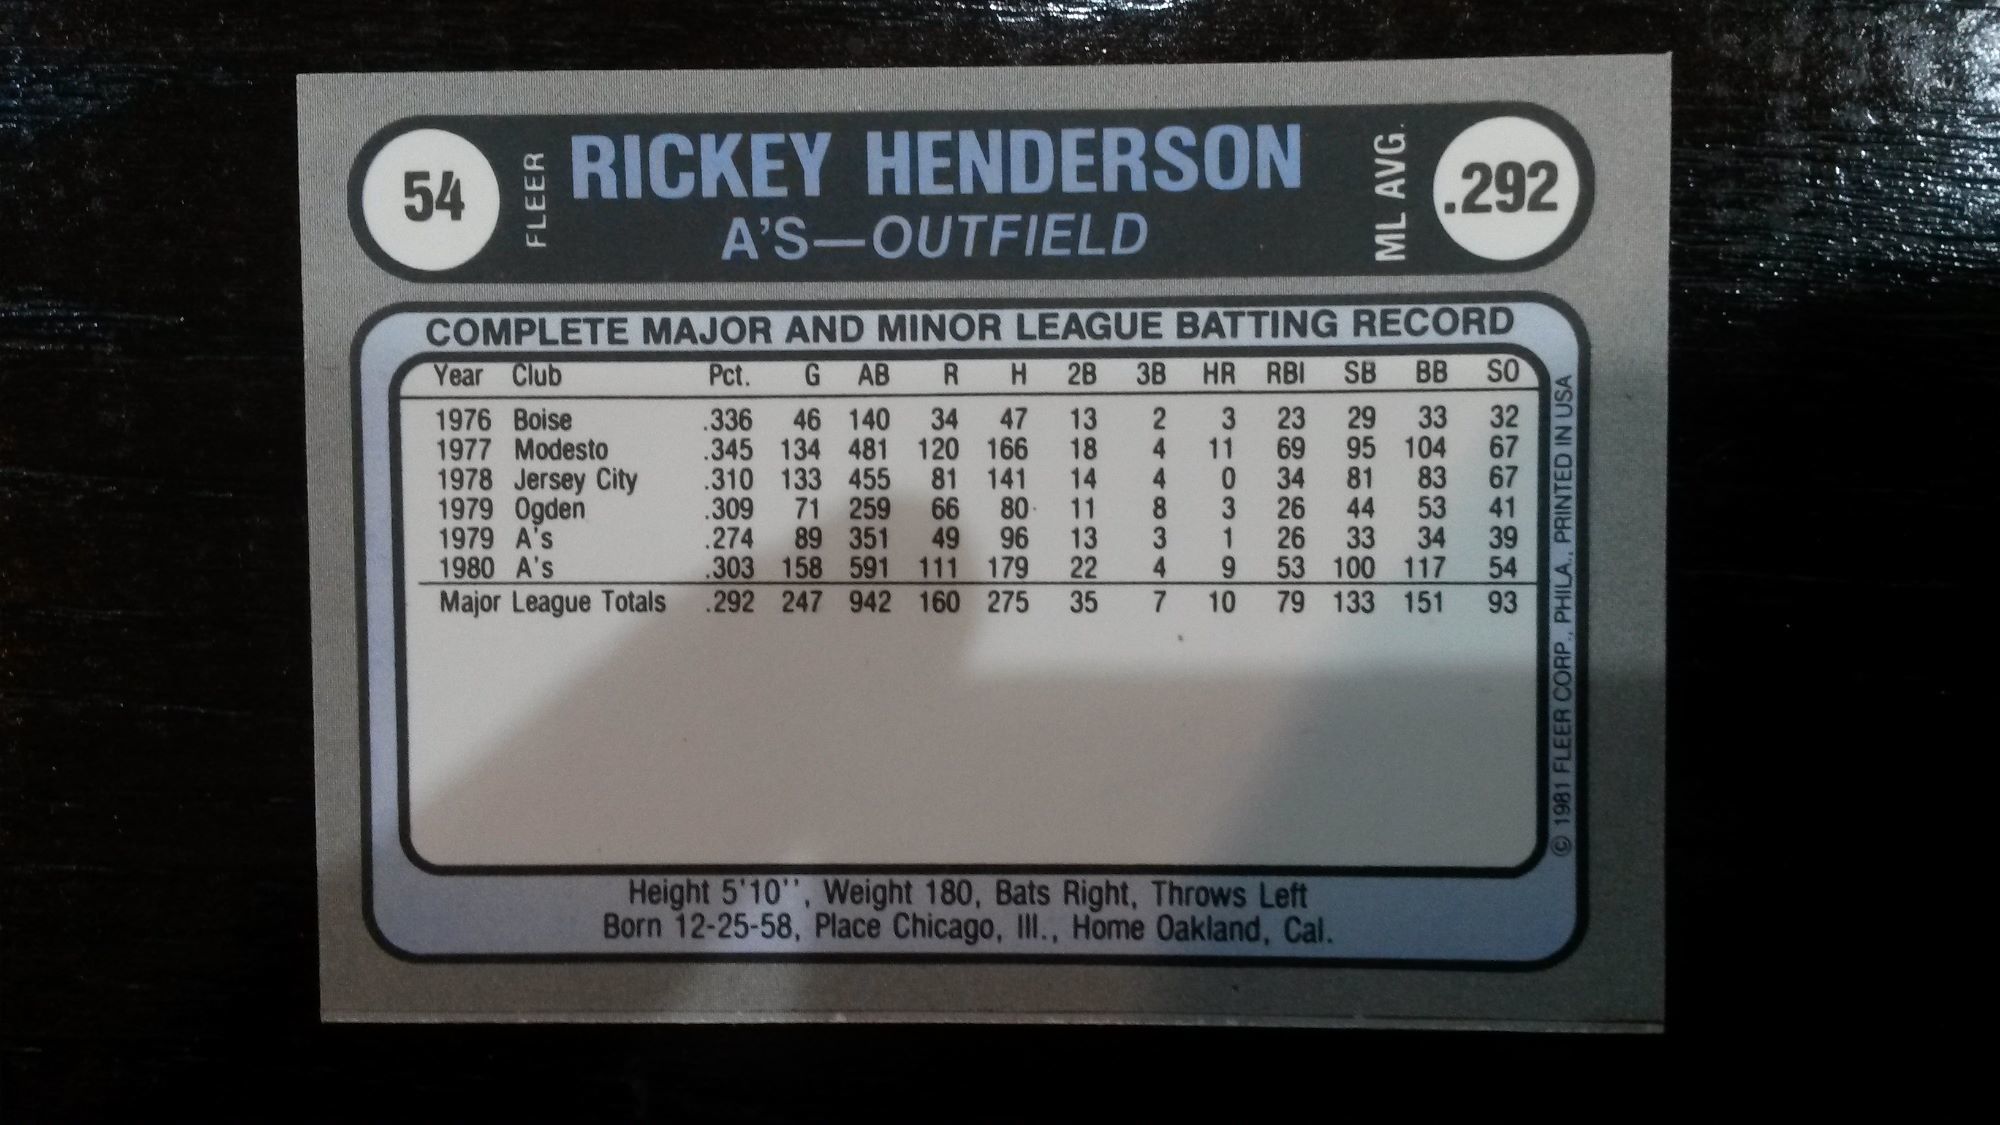 54 FLEER RICKEY HENDERSON ML AVG. .292
A'S—OUTFIELD
COMPLETE MAJOR AND MINOR LEAGUE BATTING RECORD
Year Club Pct. G AB R H 2B 3B HR RBI SB BB SO
1976 Boise .336 46 140 34 47 13 2 3 23 29 33 32
1977 Modesto .345 134 481 120 166 18 4 11 69 95 104 67
1978 Jersey City .310 133 455 81 141 14 4 0 34 81 83 67
1979 Ogden .309 71 259 66 80 11 8 3 26 44 53 41
1979 A's .274 89 351 49 96 13 3 1 26 33 34 39
1980 A's .303 158 591 111 179 22 4 9 53 100 117 54
Major League Totals .292 247 942 160 275 35 7 10 79 133 151 93
© 1981 FLEER CORP., PHILA., PRINTED IN USA
Height 5'10'', Weight 180, Bats Right, Throws Left
Born 12-25-58, Place Chicago, Ill., Home Oakland, Cal.